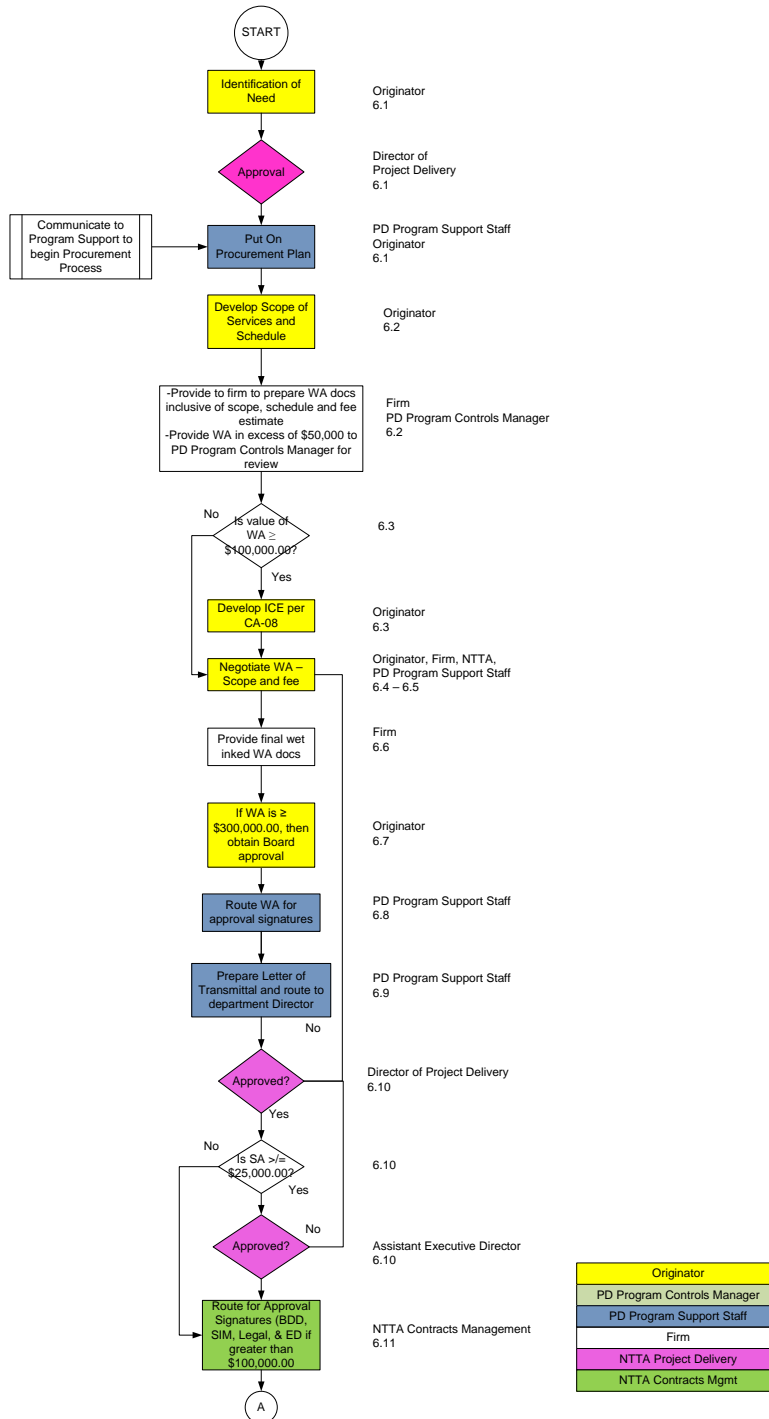 START
Identification of
Need
Originator
6.1
Approval
Director of
Project Delivery
6.1
Communicate to
Program Support to
begin Procurement
Process
Put On
Procurement Plan
PD Program Support Staff
Originator
6.1
Develop Scope of
Services and
Schedule
Originator
6.2
-Provide to firm to prepare WA docs
inclusive of scope, schedule and fee
estimate
-Provide WA in excess of $50,000 to
PD Program Controls Manager for
review
Firm
PD Program Controls Manager
6.2
No
Is value of
WA ≥
$100,000.00?
6.3
Yes
Develop ICE per
CA-08
Originator
6.3
Negotiate WA –
Scope and fee
Originator, Firm, NTTA,
PD Program Support Staff
6.4 – 6.5
Provide final wet
inked WA docs
Firm
6.6
If WA is ≥
$300,000.00, then
obtain Board
approval
Originator
6.7
Route WA for
approval signatures
PD Program Support Staff
6.8
Prepare Letter of
Transmittal and route to
department Director
PD Program Support Staff
6.9
No
Approved?
Director of Project Delivery
6.10
Yes
No
Is SA >/=
$25,000.00?
6.10
Yes
No
Approved?
Assistant Executive Director
6.10
Route for Approval
Signatures (BDD,
SIM, Legal, & ED if
greater than
$100,000.00
NTTA Contracts Management
6.11
A
Originator
PD Program Controls Manager
PD Program Support Staff
Firm
NTTA Project Delivery
NTTA Contracts Mgmt